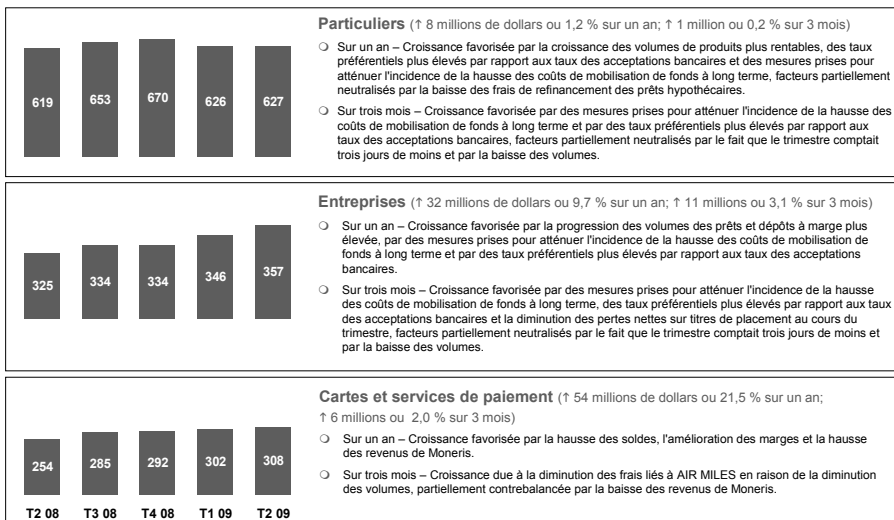 Particuliers (↑ 8 millions de dollars ou 1,2 % sur un an; ↑ 1 million ou 0,2 % sur 3 mois)
Sur un an – Croissance favorisée par la croissance des volumes de produits plus rentables, des taux
préférentiels plus élevés par rapport aux taux des acceptations bancaires et des mesures prises pour
atténuer l'incidence de la hausse des coûts de mobilisation de fonds à long terme, facteurs partiellement
neutralisés par la baisse des frais de refinancement des prêts hypothécaires.
Sur trois mois – Croissance favorisée par des mesures prises pour atténuer l'incidence de la hausse des
coûts de mobilisation de fonds à long terme et par des taux préférentiels plus élevés par rapport aux
taux des acceptations bancaires, facteurs partiellement neutralisés par le fait que le trimestre comptait
trois jours de moins et par la baisse des volumes.
619 653 670 626 627
Entreprises (↑ 32 millions de dollars ou 9,7 % sur un an; ↑ 11 millions ou 3,1 % sur 3 mois)
Sur un an – Croissance favorisée par la progression des volumes des prêts et dépôts à marge plus
élevée, par des mesures prises pour atténuer l'incidence de la hausse des coûts de mobilisation de
fonds à long terme et par des taux préférentiels plus élevés par rapport aux taux des acceptations
bancaires.
Sur trois mois – Croissance favorisée par des mesures prises pour atténuer l'incidence de la hausse
des coûts de mobilisation de fonds à long terme, des taux préférentiels plus élevés par rapport aux taux
des acceptations bancaires et la diminution des pertes nettes sur titres de placement au cours du
trimestre, facteurs partiellement neutralisés par le fait que le trimestre comptait trois jours de moins et
par la baisse des volumes.
325 334 334 346 357
Cartes et services de paiement (↑ 54 millions de dollars ou 21,5 % sur un an;
↑ 6 millions ou 2,0 % sur 3 mois)
Sur un an – Croissance favorisée par la hausse des soldes, l'amélioration des marges et la hausse
des revenus de Moneris.
Sur trois mois – Croissance due à la diminution des frais liés à AIR MILES en raison de la diminution
des volumes, partiellement contrebalancée par la baisse des revenus de Moneris.
254 285 292 302 308
T2 08 T3 08 T4 08 T1 09 T2 09